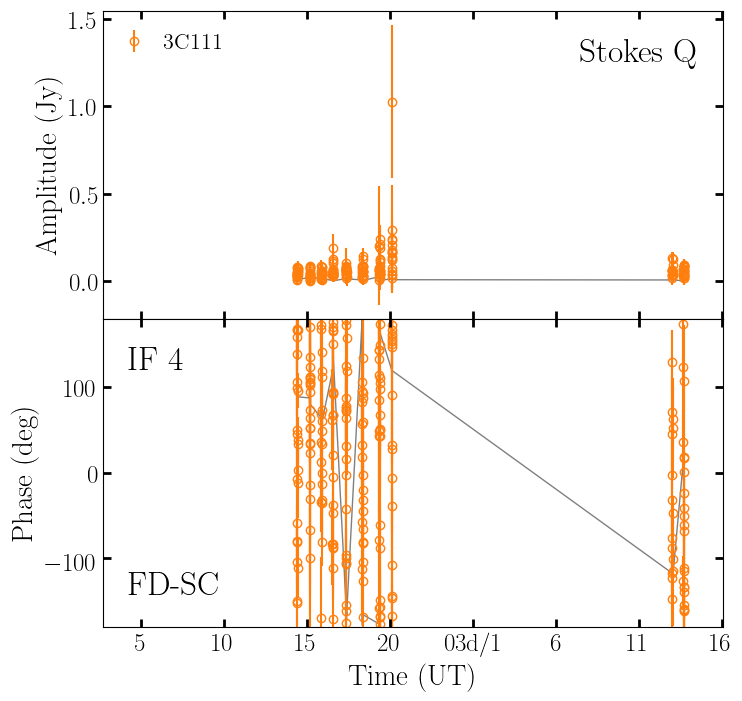 1.5
3C111
Stokes Q
1.0
0.5
0.0
Amplitude (Jy)
IF 4
100
0
−100
Phase (deg)
FD-SC
5 10 15 20 03d/1 6 11 16
Time (UT)